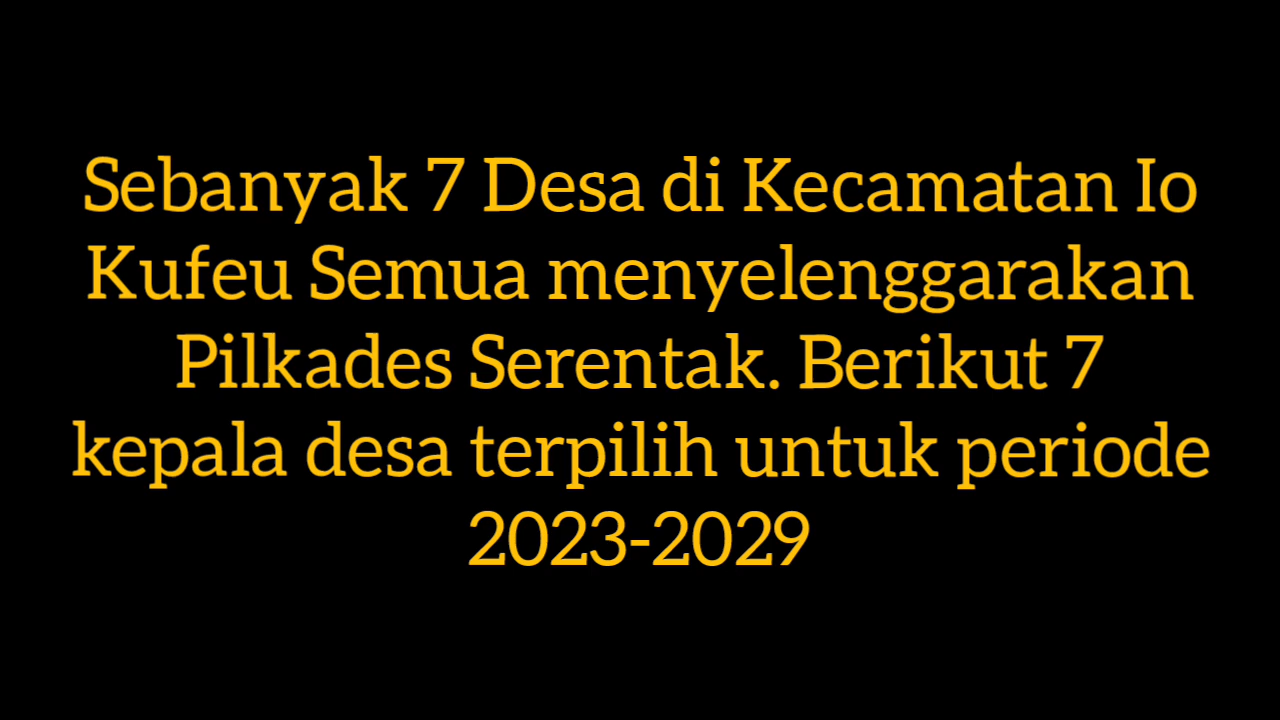 Sebanyak 7 Desa di Kecamatan Io
Kufeu Semua menyelenggarakan
Pilkades Serentak. Berikut 7
kepala desa terpilih untuk periode
2023-2029